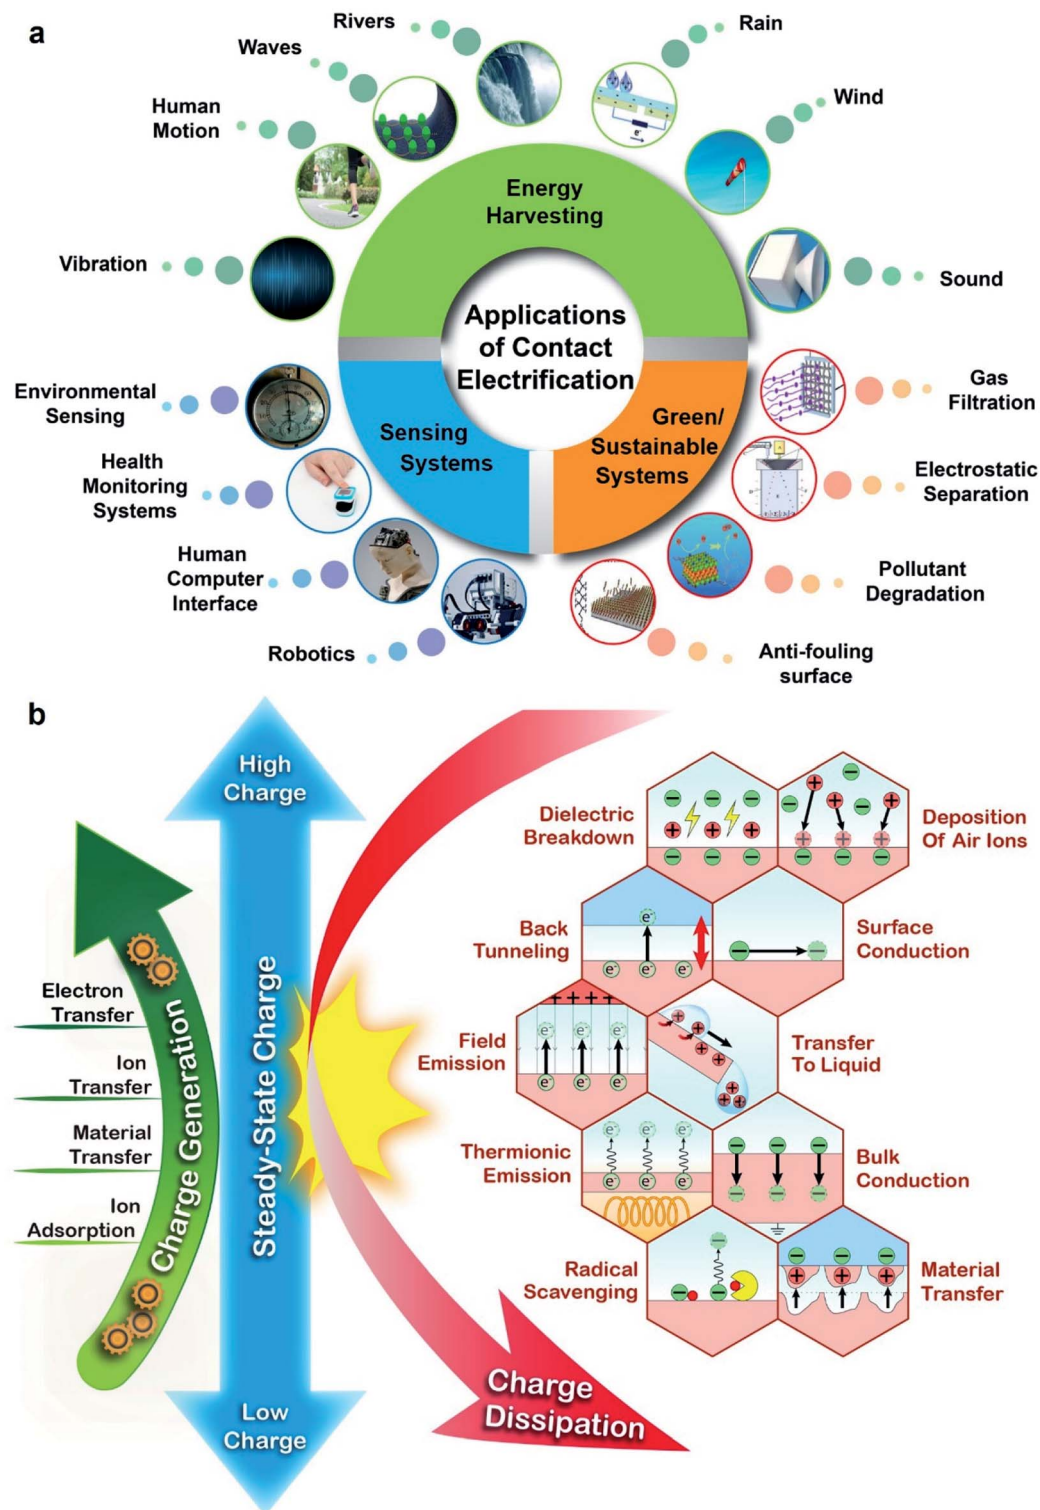 a
Rivers
Rain
Waves
Wind
Human
Motion
e-
Energy
Harvesting
Vibration
Sound
Applications
of Contact
Electrification
Environmental
Sensing
Gas
Filtration
Green/
Sustainable
Systems
Sensing
Systems
Health
Monitoring
Systems
Electrostatic
Separation
Human
Computer
Interface
Pollutant
Degradation
Robotics
Anti-fouling
surface
b
High
Charge
Dielectric
Breakdown
Deposition
Of Air Ions
Back
Tunneling
e-
e- e- e-
Surface
Conduction
Electron
Transfer
Ion
Transfer
Material
Transfer
Ion
Adsorption
Charge Generation
Steady-State Charge
Field
Emission
++++
e- e- e-
e- e- e-
Transfer
To Liquid
Thermionic
Emission
e- e- e-
e- e- e-
Bulk
Conduction
Radical
Scavenging
Material
Transfer
Charge
Dissipation
Low
Charge